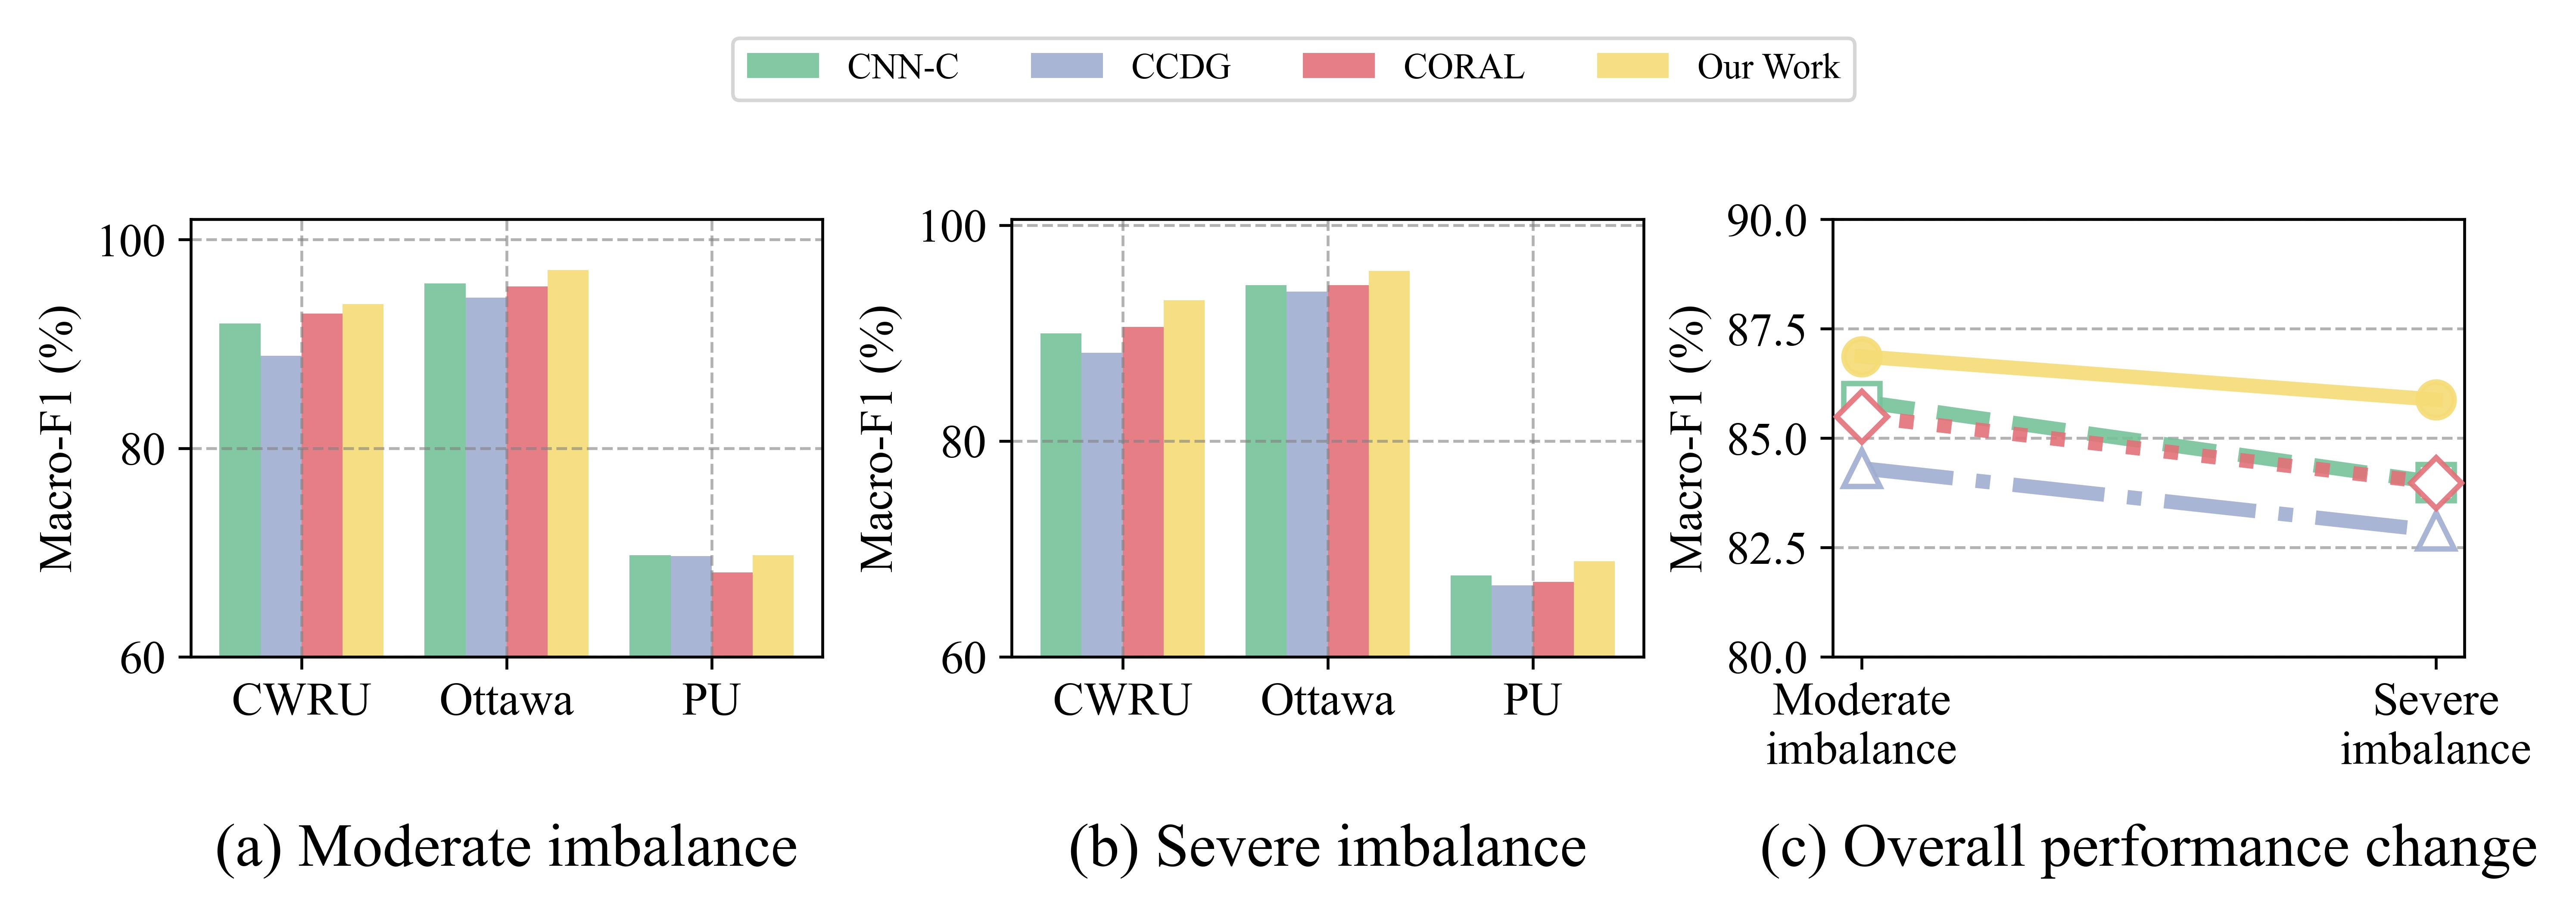 CNN-C CCDG CORAL Our Work
Macro-F1 (%)
100
80
60
CWRU Ottawa PU
(a) Moderate imbalance
Macro-F1 (%)
100
80
60
CWRU Ottawa PU
(b) Severe imbalance
Macro-F1 (%)
90.0
87.5
85.0
82.5
80.0
Moderate
imbalance
Severe
imbalance
(c) Overall performance change